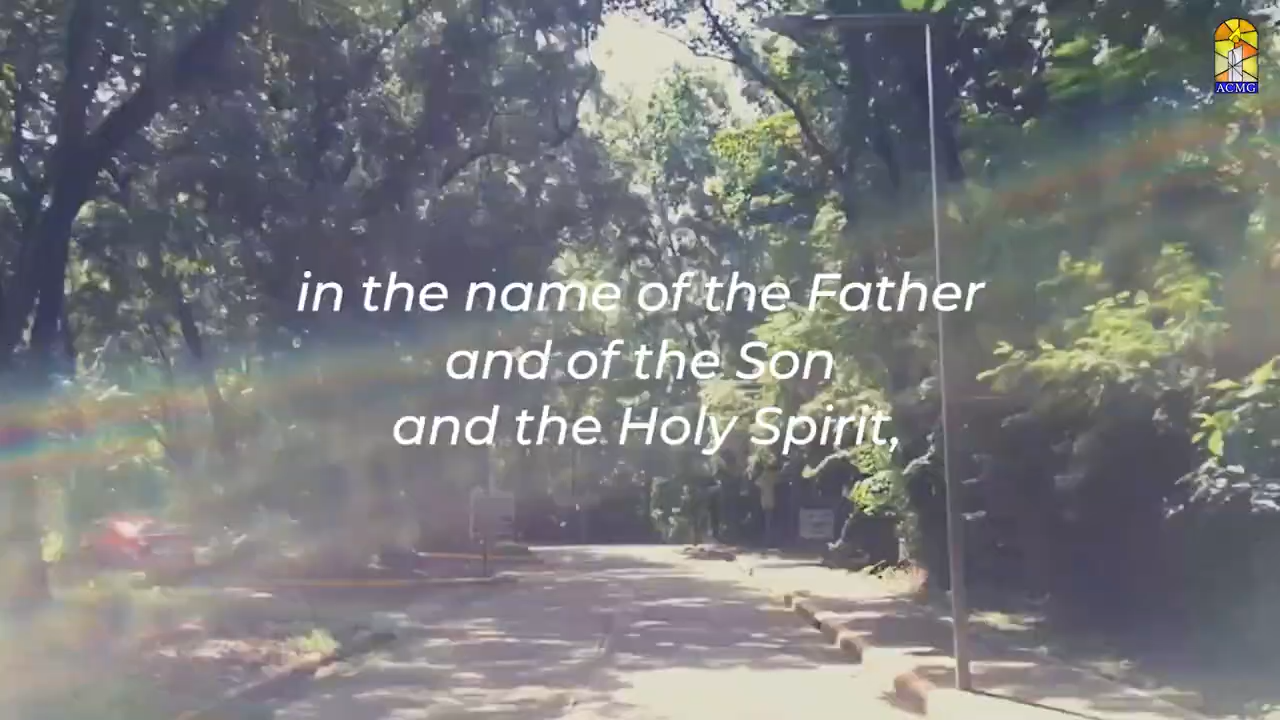 ACMG
in the name of the Father
and of the Son
and the Holy Spirit,